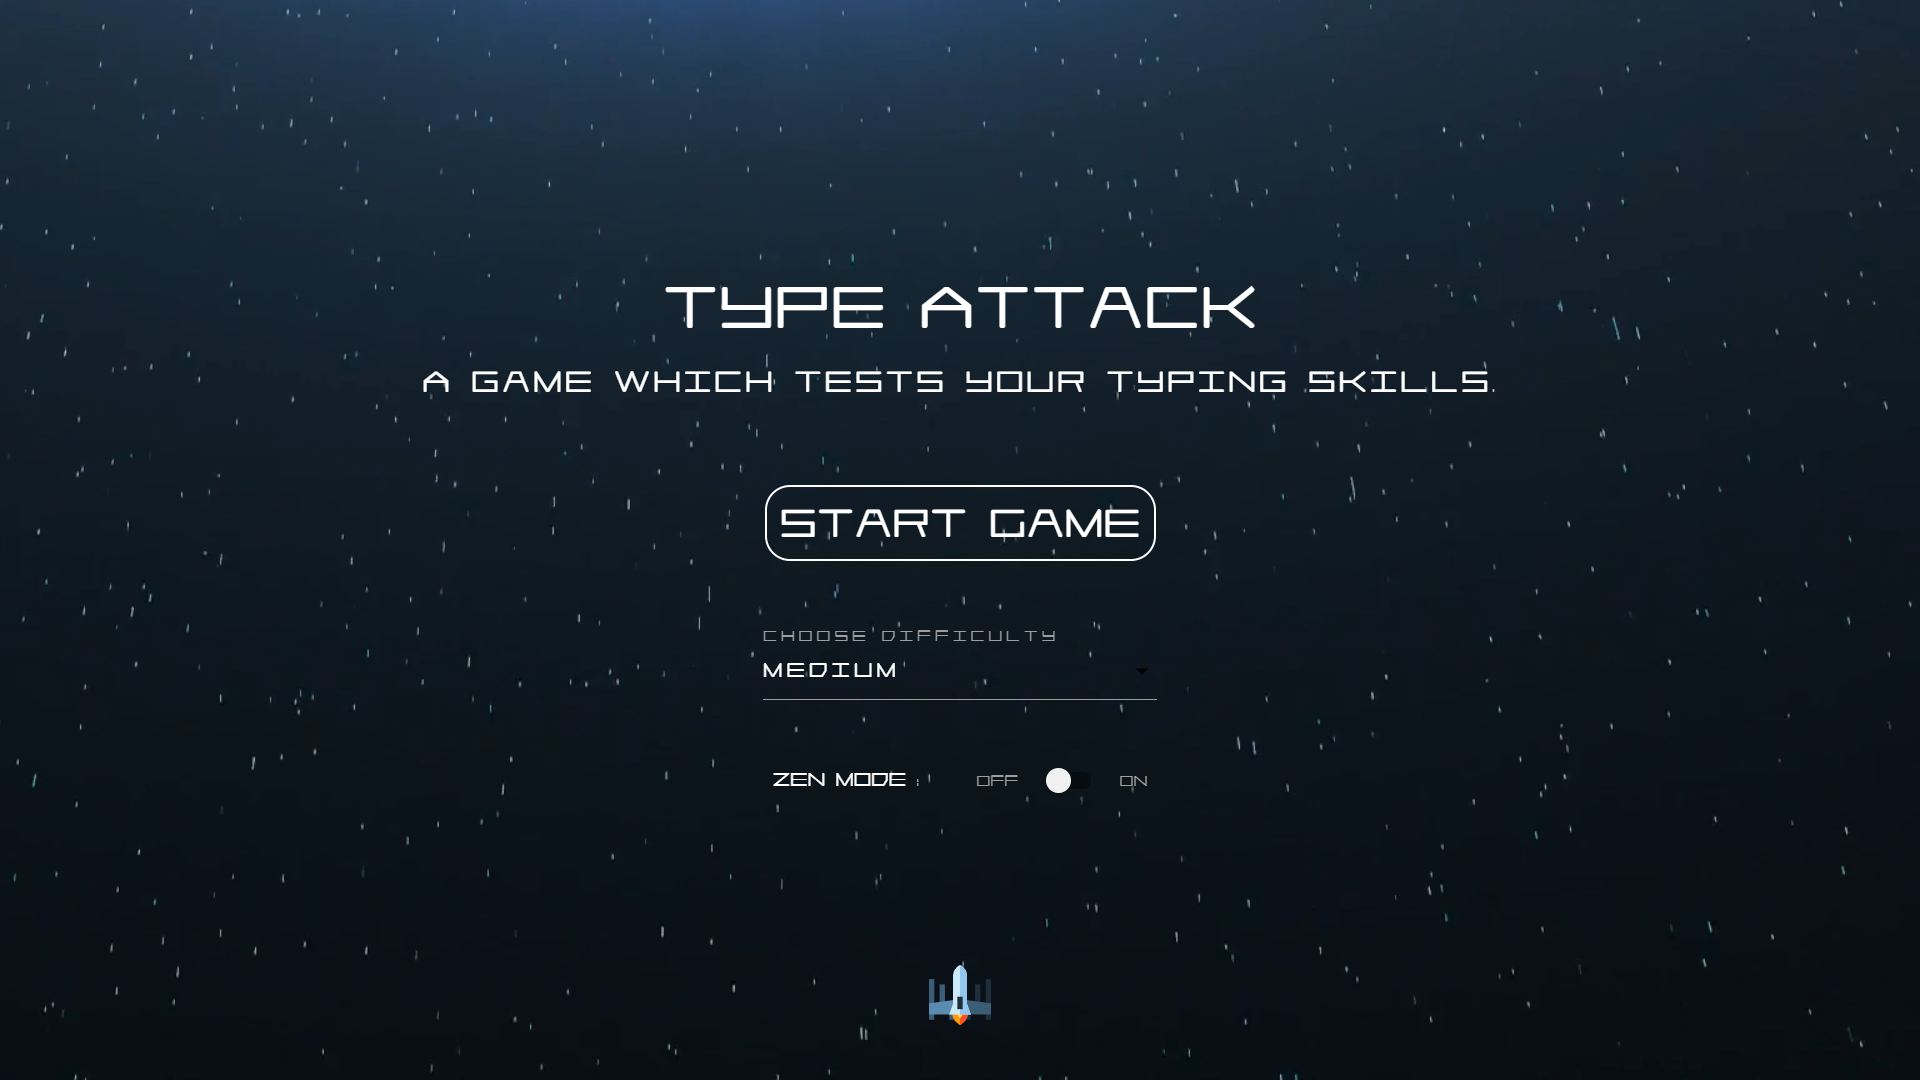 TYPE ATTACK
A GAME WHICH TESTS YOUR TYPING SKILLS.
START GAME
CHOOSE DIFFICULTY
MEDIUM
ZEN MODE : OFF ON